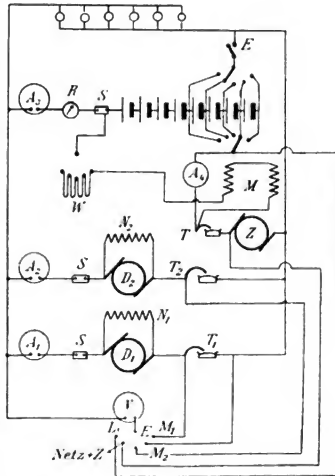 E
A₃ R S
A₄ M
W
T Z
N₂
A₂ S D₂ T₂
N₁
A₁ S D₁ T₁
V
L E M₁
Netz+Z M₂